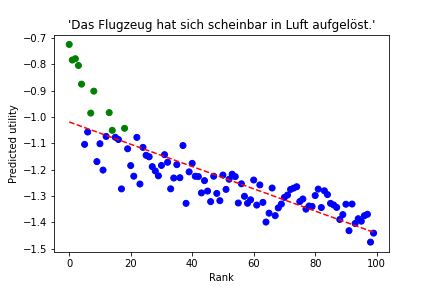 'Das Flugzeug hat sich scheinbar in Luft aufgelöst.'
−0.7
−0.8
−0.9
−1.0
−1.1
−1.2
−1.3
−1.4
−1.5
Predicted utility
0 20 40 60 80 100
Rank